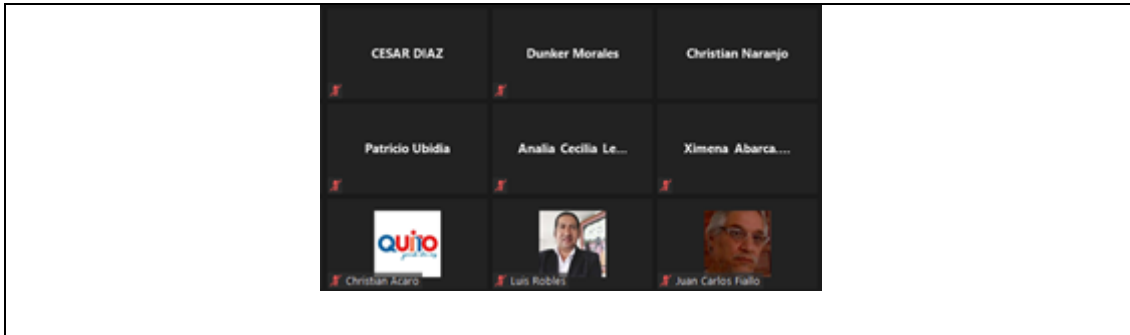 CESAR DIAZ
Dunker Morales
Christian Naranjo
Patricio Ubidia
Analia Cecilia Le...
Ximena Abarca....
QUITO
Christian Acaro
Luis Robles
Juan Carlos Fiallo